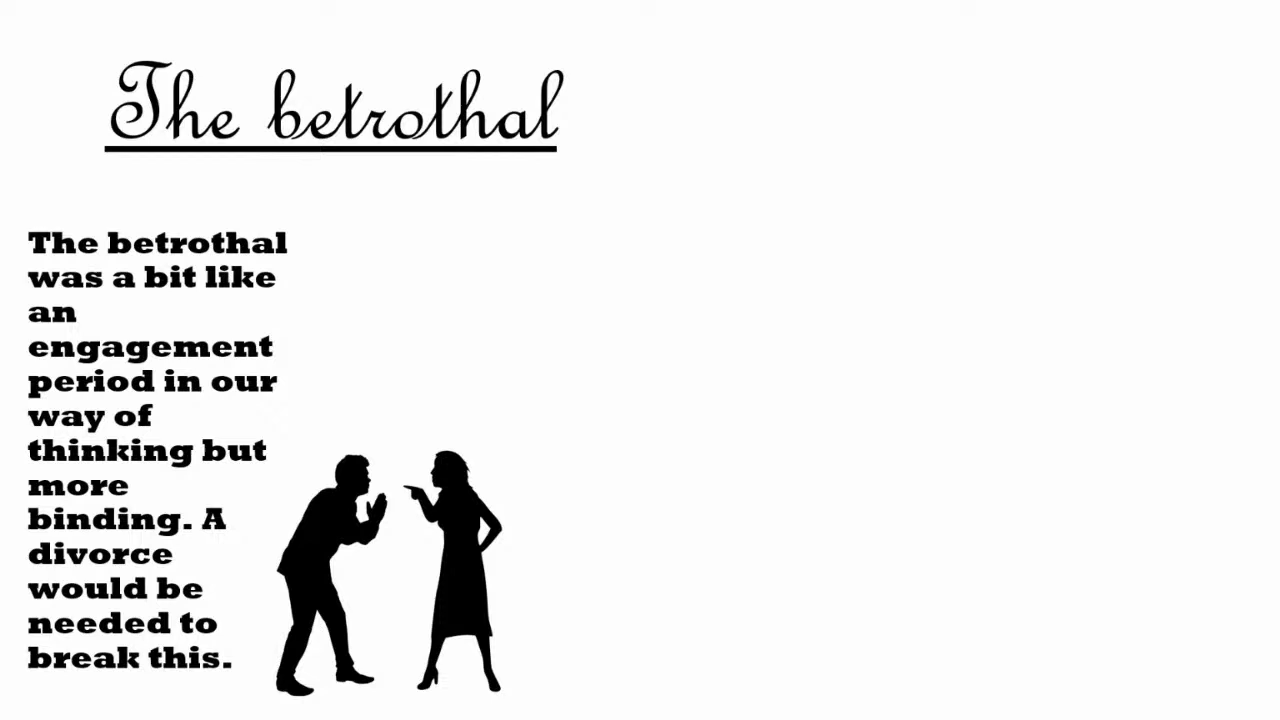 The betrothal
The betrothal
was a bit like
an
engagement
period in our
way of
thinking but
more
binding. A
divorce
would be
needed to
break this.